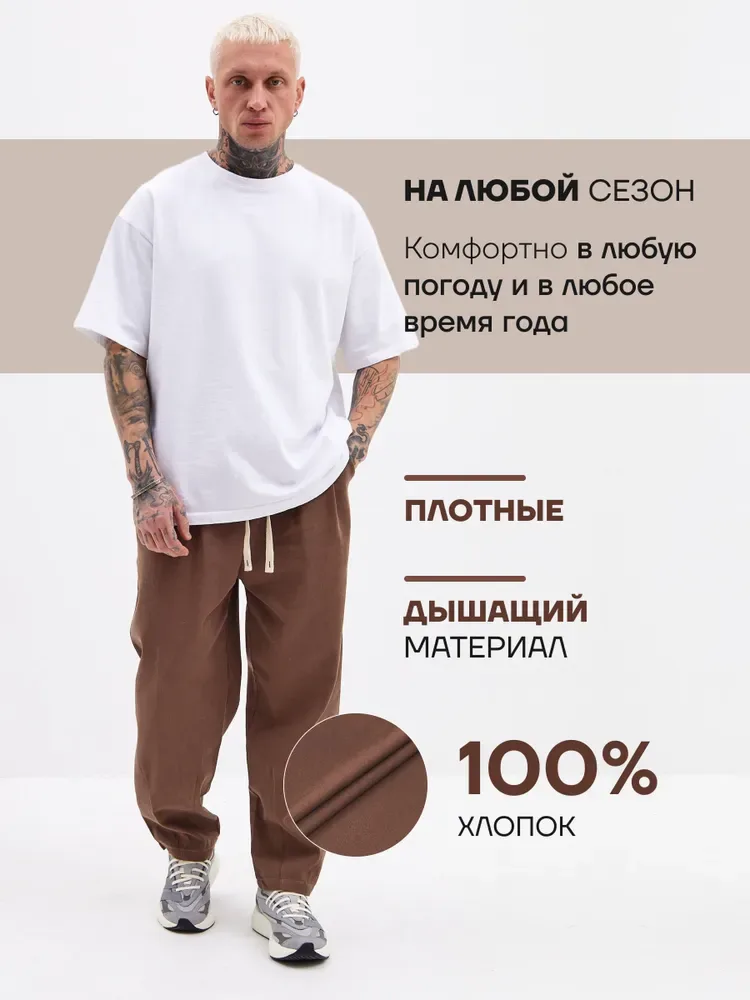 НА ЛЮБОЙ СЕЗОН
Комфортно в любую
погоду и в любое
время года
ПЛОТНЫЕ
ДЫШАЩИЙ
МАТЕРИАЛ
100%
ХЛОПОК